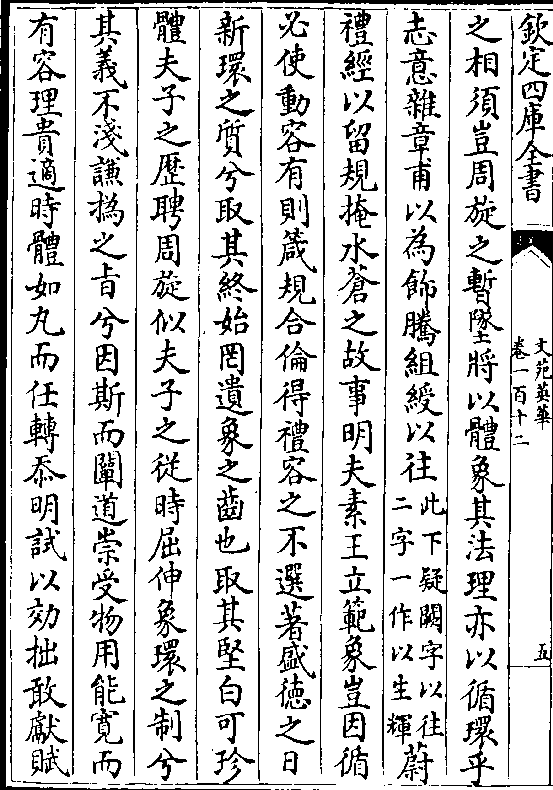 欽定四庫全書
文苑英華
卷一百十二
五
之相須豈周旋之暫墜將以體象其法理亦以循環乎
志意雜章甫以為飾騰組綬以往此下疑闕字以往二字一作以生輝蔚
禮經以留規掩水蒼之故事明夫素王立範象豈因循
必使動容有則箴規合倫得禮容之不選著盛德之日
新環之質兮取其終始罔遺象之齒也取其堅白可珍
體夫子之歴聘周旋似夫子之從時屈伸象環之制兮
其義不淺謙撝之㫖兮因斯而闡道崇受物用能寛而
有容理貴適時體如丸而任轉忝明試以効拙敢獻賦